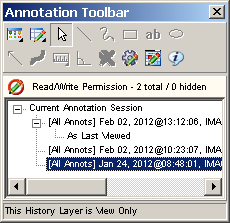 Annotation Toolbar
ab
i
Read/Write Permission - 2 total / 0 hidden
Current Annotation Session
[All Annots] Feb 02, 2012@13:12:06, IMA
As Last Viewed
[All Annots] Feb 02, 2012@10:23:07, IMA
[All Annots] Jan 24, 2012@08:48:01, IMA
This History Layer is View Only